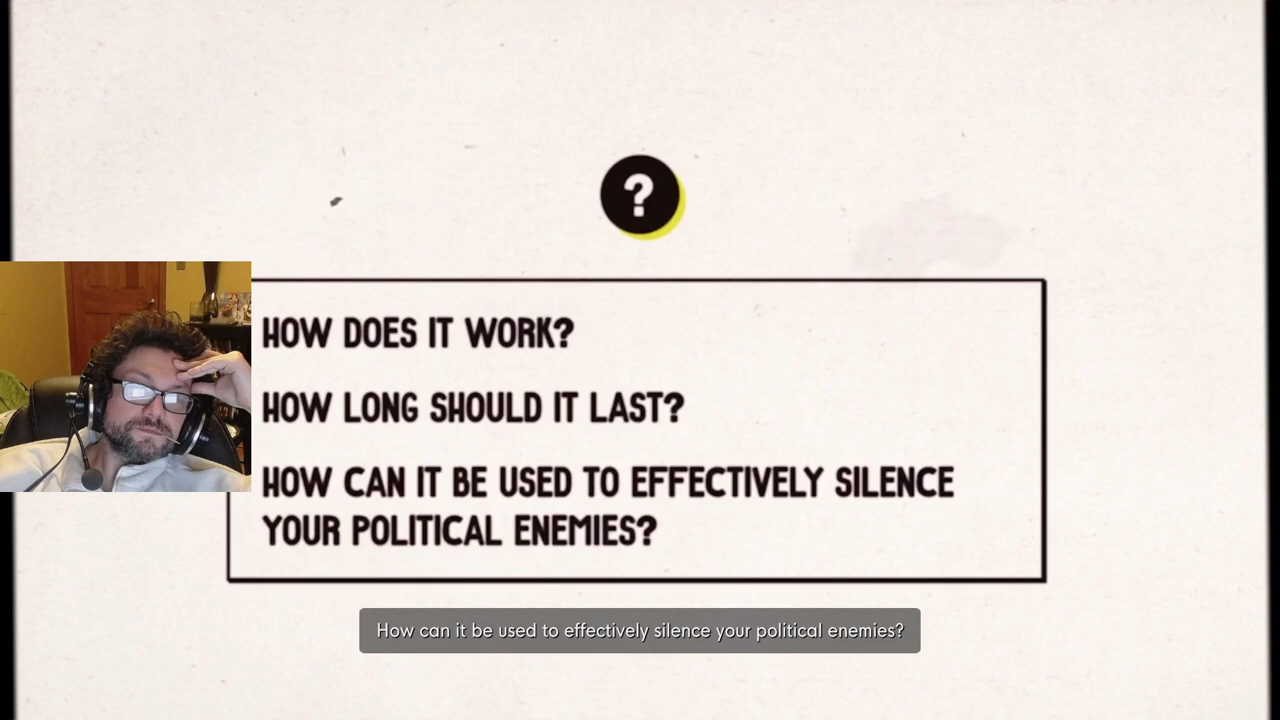 ?
HOW DOES IT WORK?
HOW LONG SHOULD IT LAST?
HOW CAN IT BE USED TO EFFECTIVELY SILENCE
YOUR POLITICAL ENEMIES?
How can it be used to effectively silence your political enemies?